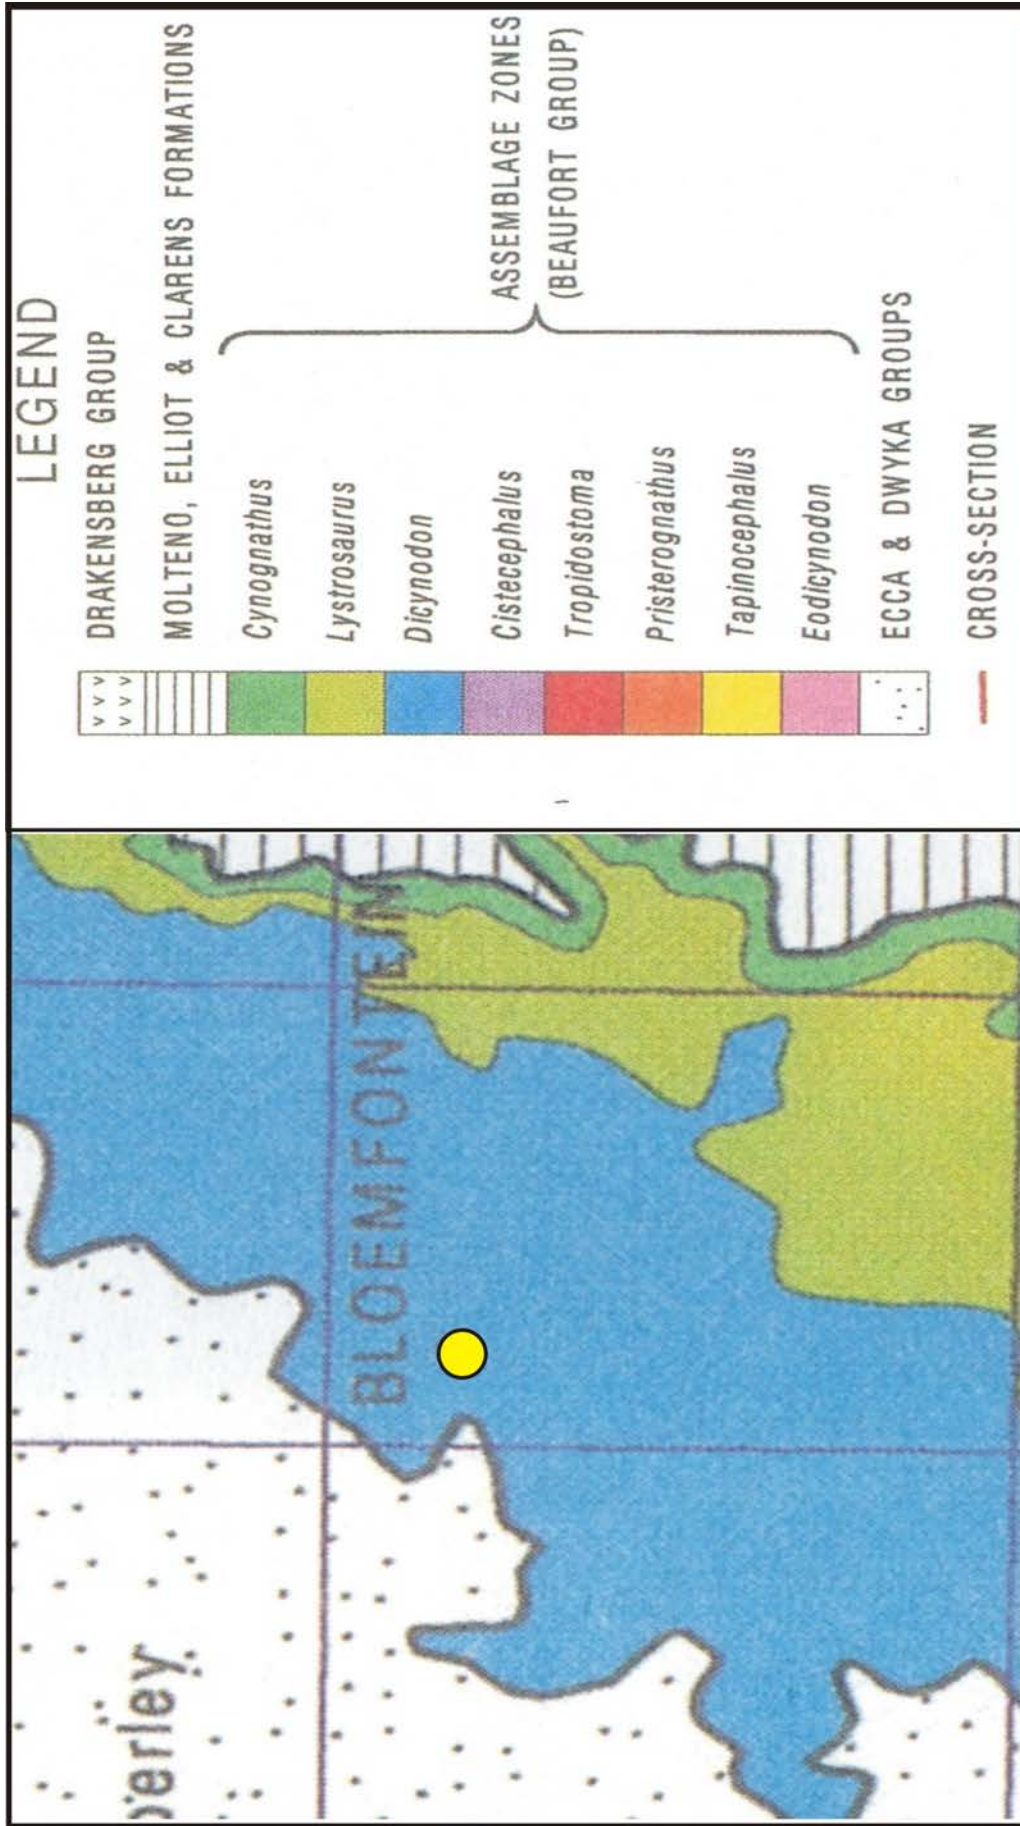 LEGEND
DRAKENSBERG GROUP
MOLTENO, ELLIOT & CLARENS FORMATIONS
Cynognathus
Lystrosaurus
Dicynodon
Cistecephalus
Tropidostoma
Pristerognathus
Tapinocephalus
Eodicynodon
ASSEMBLAGE ZONES
(BEAUFORT GROUP)
ECCA & DWYKA GROUPS
CROSS-SECTION
BLOEMFONTEIN
berley